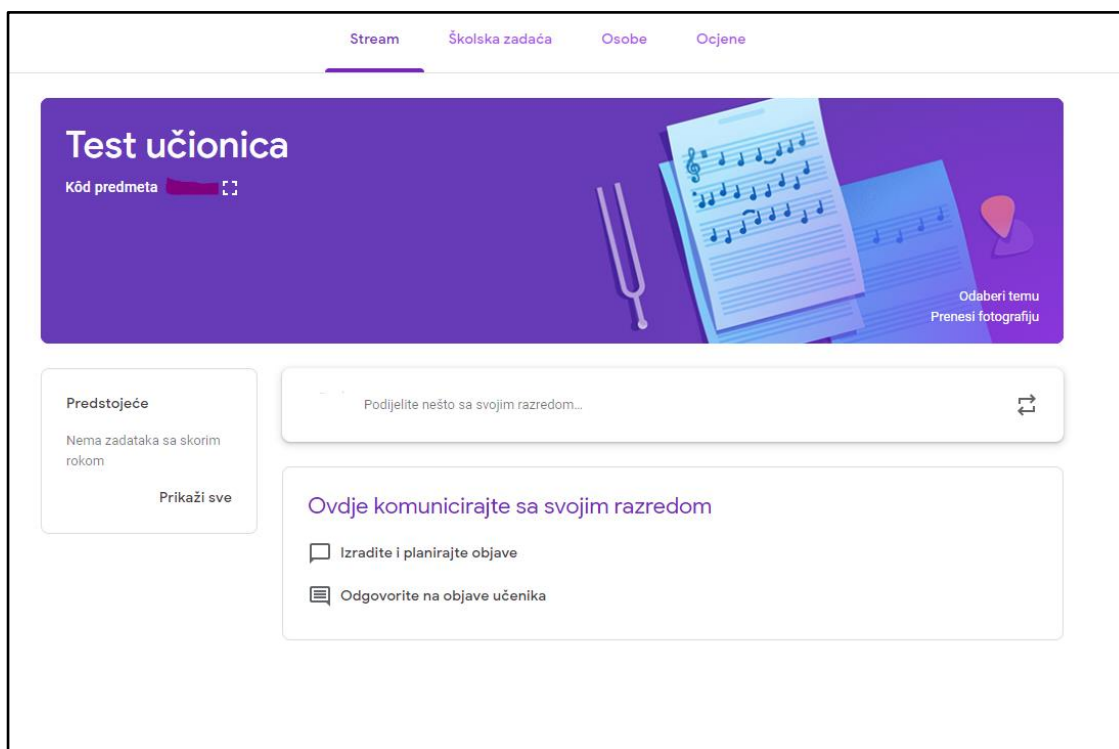 Stream Školska zadaća Osobe Ocjene
Test učionica
Kôd predmeta
Odaberi temu
Prenesi fotografiju
Predstojeće
Nema zadataka sa skorim
rokom
Prikaži sve
Podijelite nešto sa svojim razredom...
Ovdje komunicirajte sa svojim razredom
Izradite i planirajte objave
Odgovorite na objave učenika